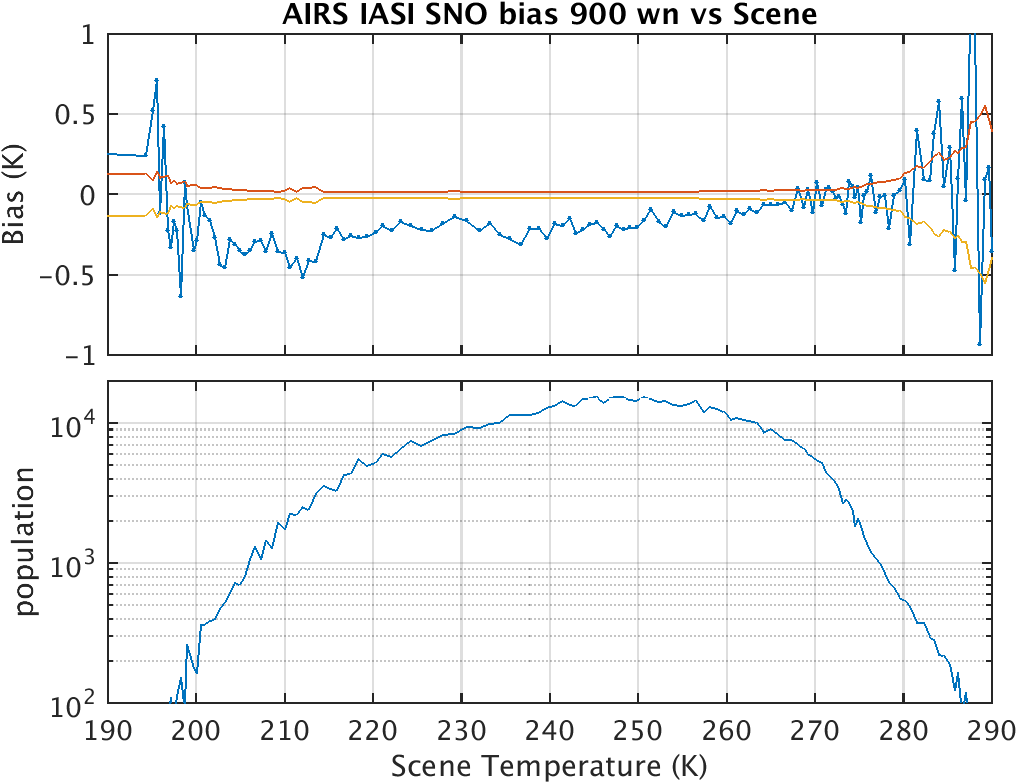 AIRS IASI SNO bias 900 wn vs Scene
1
0.5
0
-0.5
-1
Bias (K)
10^4
10^3
10^2
population
190 200 210 220 230 240 250 260 270 280 290
Scene Temperature (K)